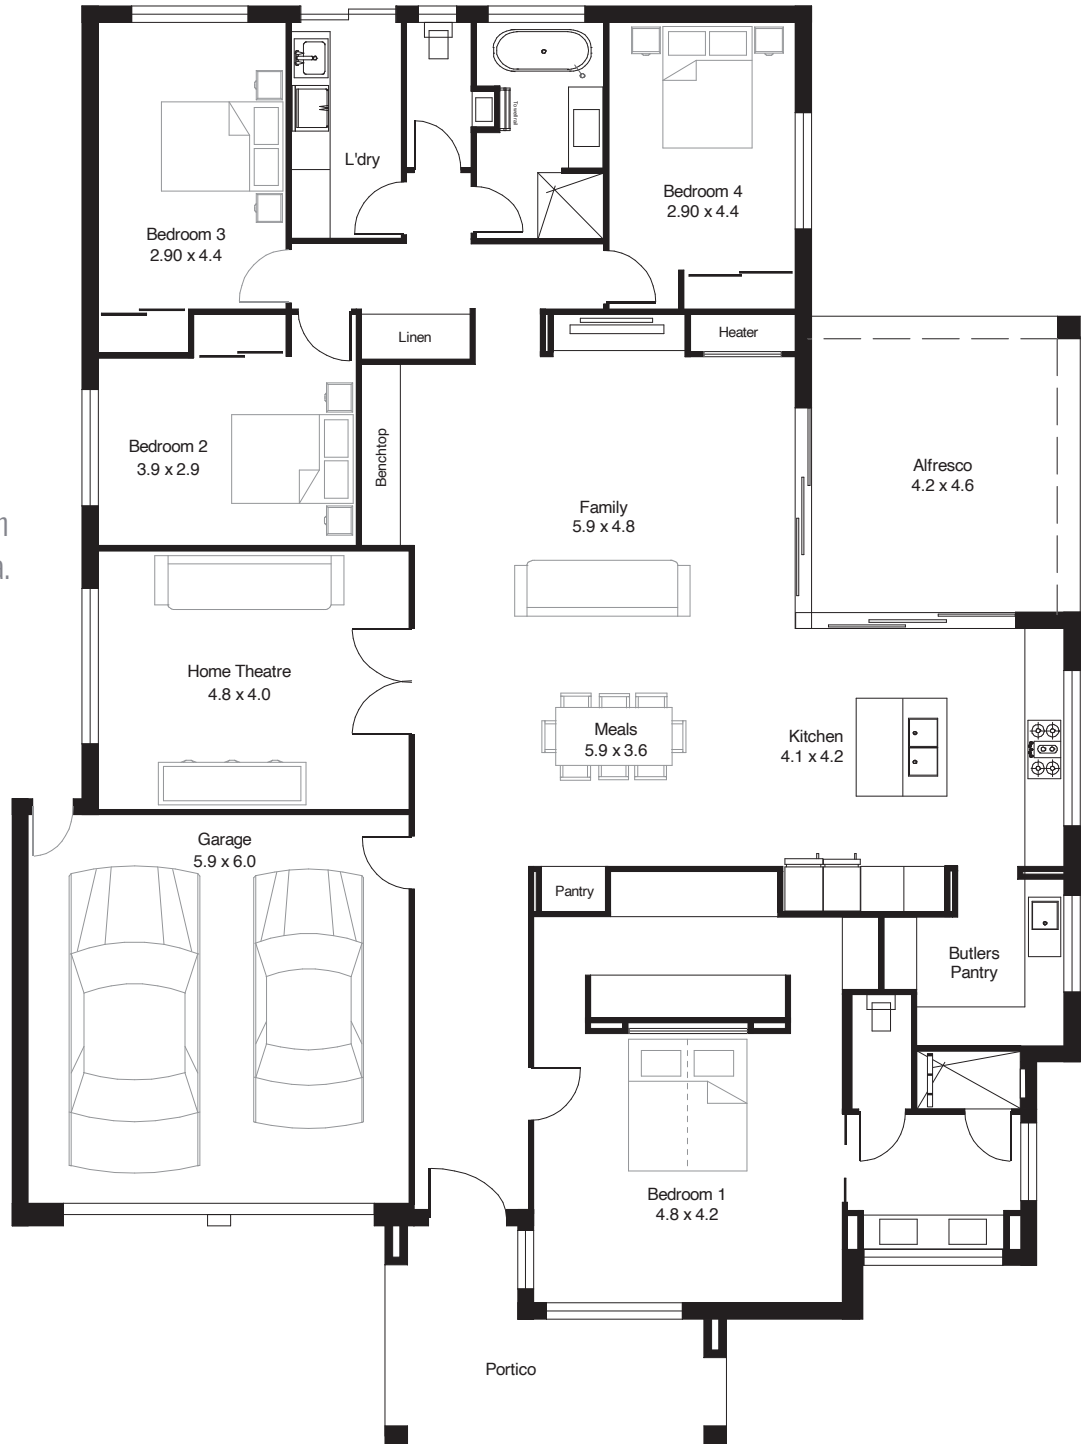 L'dry
Towel rail
Bedroom 4
2.90 x 4.4
Bedroom 3
2.90 x 4.4
Linen
Heater
Bedroom 2
3.9 x 2.9
Benchtop
Alfresco
4.2 x 4.6
Family
5.9 x 4.8
Home Theatre
4.8 x 4.0
Meals
5.9 x 3.6
Kitchen
4.1 x 4.2
Garage
5.9 x 6.0
Pantry
Butlers
Pantry
Bedroom 1
4.8 x 4.2
Portico